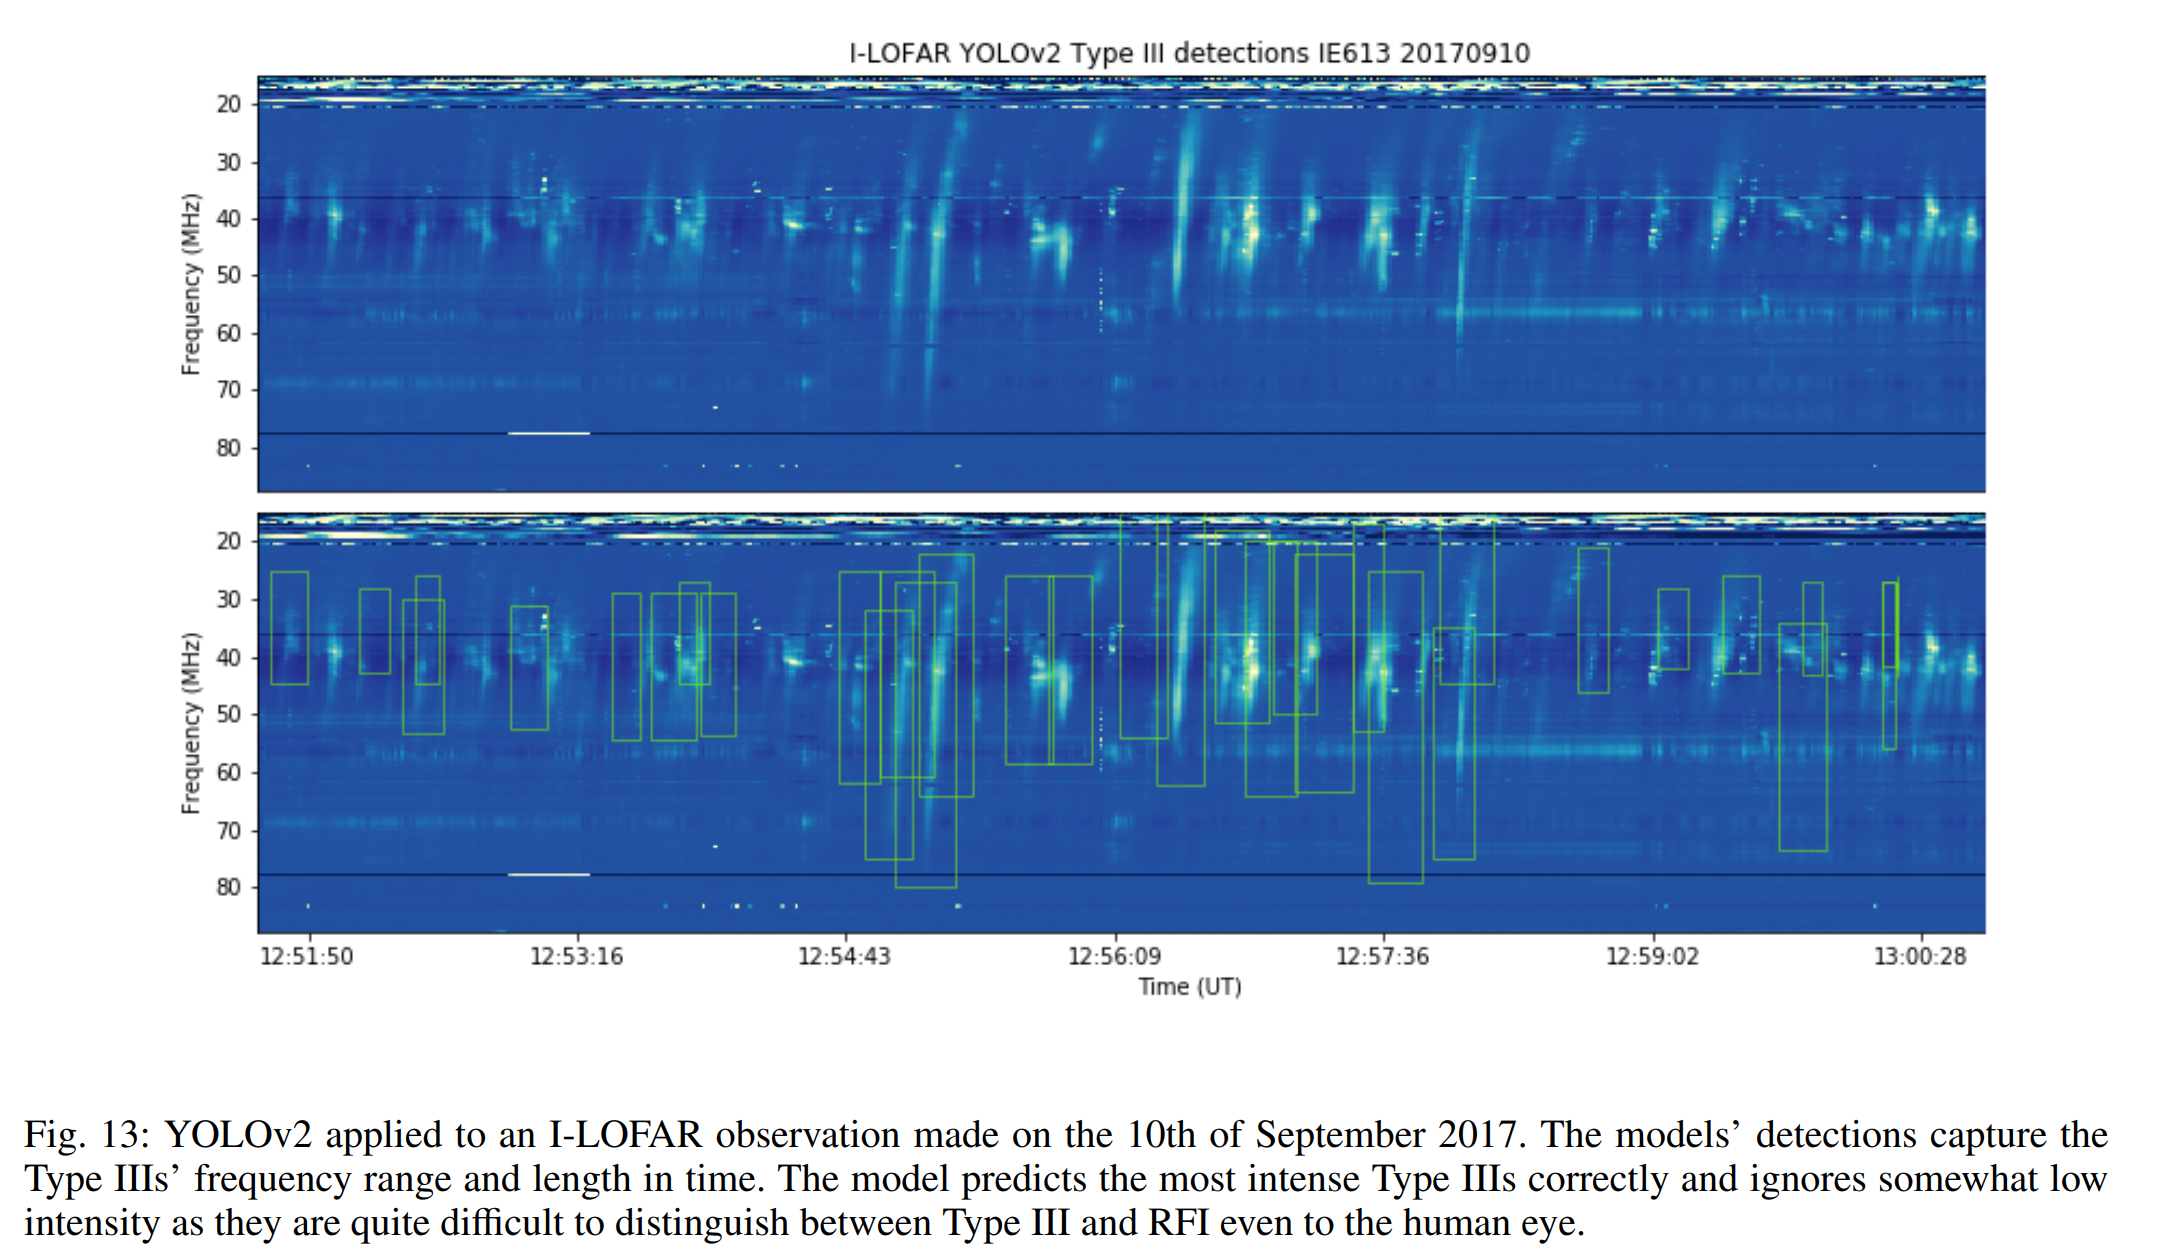 I-LOFAR YOLOv2 Type III detections IE613 20170910
20
30
40
50
60
70
80
Frequency (MHz)
20
30
40
50
60
70
80
Frequency (MHz)
12:51:50 12:53:16 12:54:43 12:56:09 12:57:36 12:59:02 13:00:28
Time (UT)
Fig. 13: YOLOv2 applied to an I-LOFAR observation made on the 10th of September 2017. The models’ detections capture the
Type IIIs’ frequency range and length in time. The model predicts the most intense Type IIIs correctly and ignores somewhat low
intensity as they are quite difficult to distinguish between Type III and RFI even to the human eye.